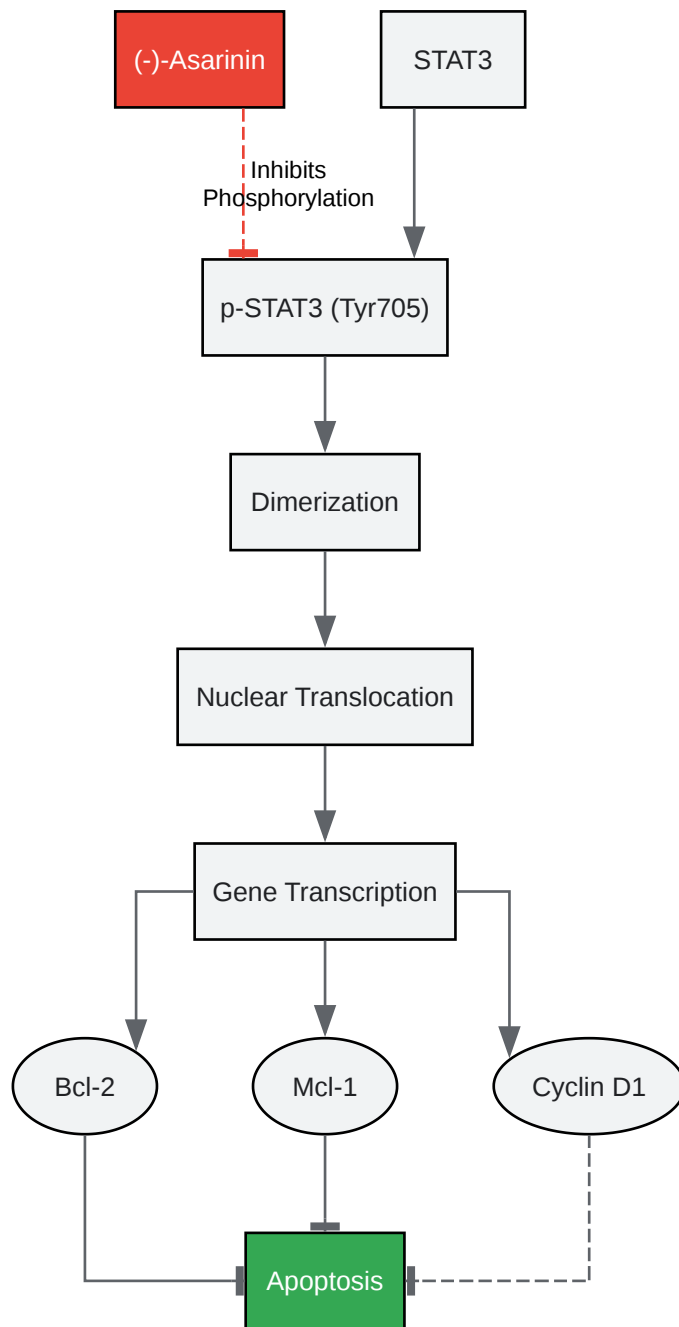 (-)-Asarinin
STAT3
Inhibits
Phosphorylation
p-STAT3 (Tyr705)
Dimerization
Nuclear Translocation
Gene Transcription
Bcl-2
Mcl-1
Cyclin D1
Apoptosis